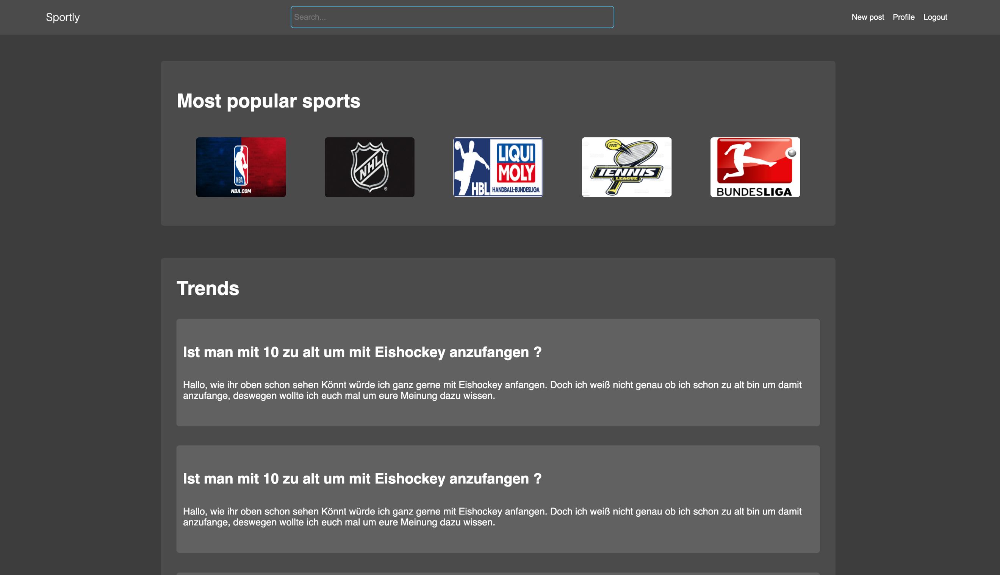 Sportly
Search...
New post
Profile
Logout
Most popular sports
NBA
NBA.COM
NHL
®
LIQUI
MOLY
HBL
HANDBALL-BUNDESLIGA
TENNIS
LEAGUE
BUNDESLIGA
Trends
Ist man mit 10 zu alt um mit Eishockey anzufangen ?
Hallo, wie ihr oben schon sehen Könnt würde ich ganz gerne mit Eishockey anfangen. Doch ich weiß nicht genau ob ich schon zu alt bin um damit
anzufange, deswegen wollte ich euch mal um eure Meinung dazu wissen.
Ist man mit 10 zu alt um mit Eishockey anzufangen ?
Hallo, wie ihr oben schon sehen Könnt würde ich ganz gerne mit Eishockey anfangen. Doch ich weiß nicht genau ob ich schon zu alt bin um damit
anzufange, deswegen wollte ich euch mal um eure Meinung dazu wissen.